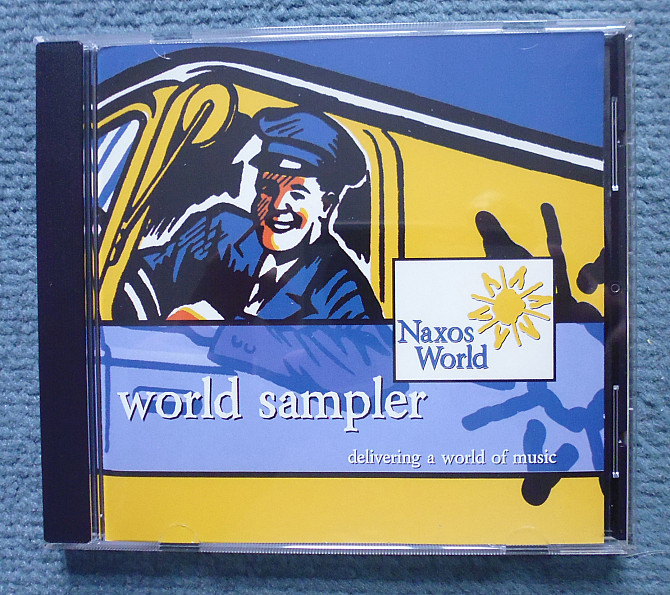 Naxos
World
world sampler
delivering a world of music